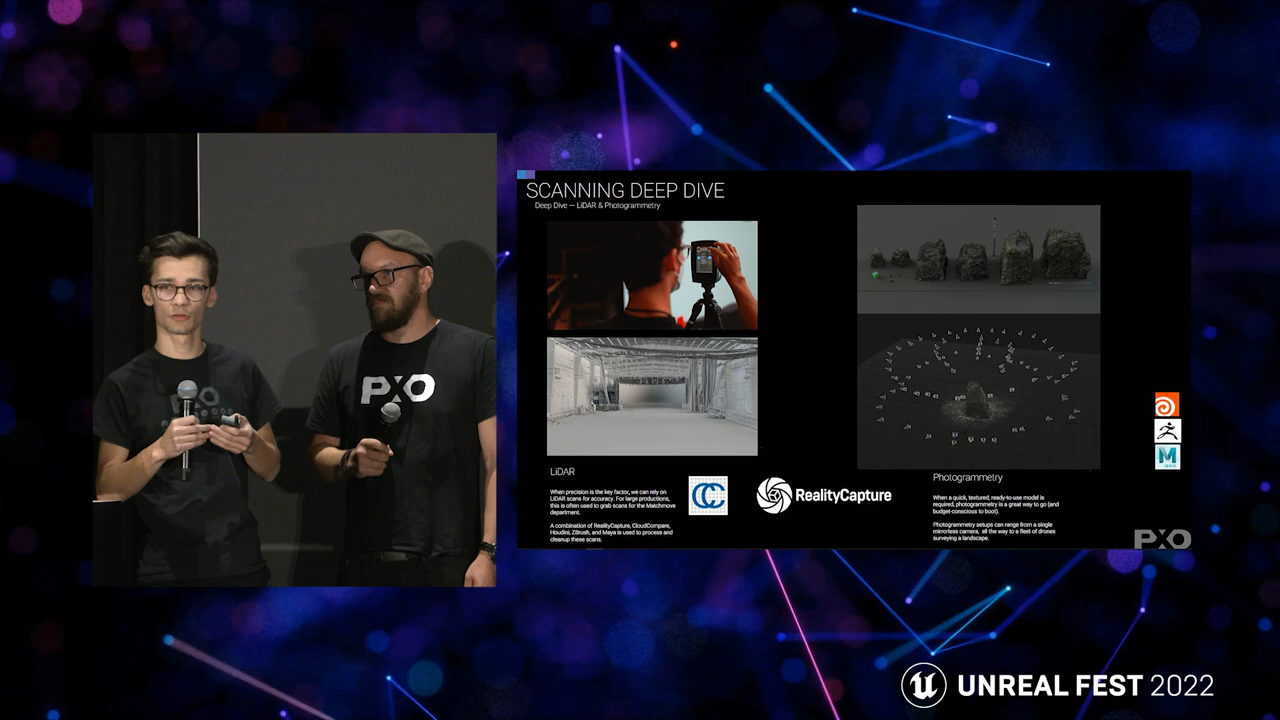 SCANNING DEEP DIVE
Deep Dive – LiDAR & Photogrammetry
PXO
PXO
LiDAR
When precision is the key factor, we can rely on
LiDAR scans for accuracy. For large productions,
this is often used to grab scans for the Matchmove
department.
A combination of RealityCapture, CloudCompare,
Houdini, ZBrush, and Maya is used to process and
cleanup these scans.
CC
RealityCapture
Photogrammetry
When a quick, textured, ready-to-use model is
required, photogrammetry is a great way to go (and
budget-conscious to boot).
Photogrammetry setups can range from a single
mirrorless camera, all the way to a fleet of drones
surveying a landscape.
M
MAYA
PXO
UNREAL FEST 2022